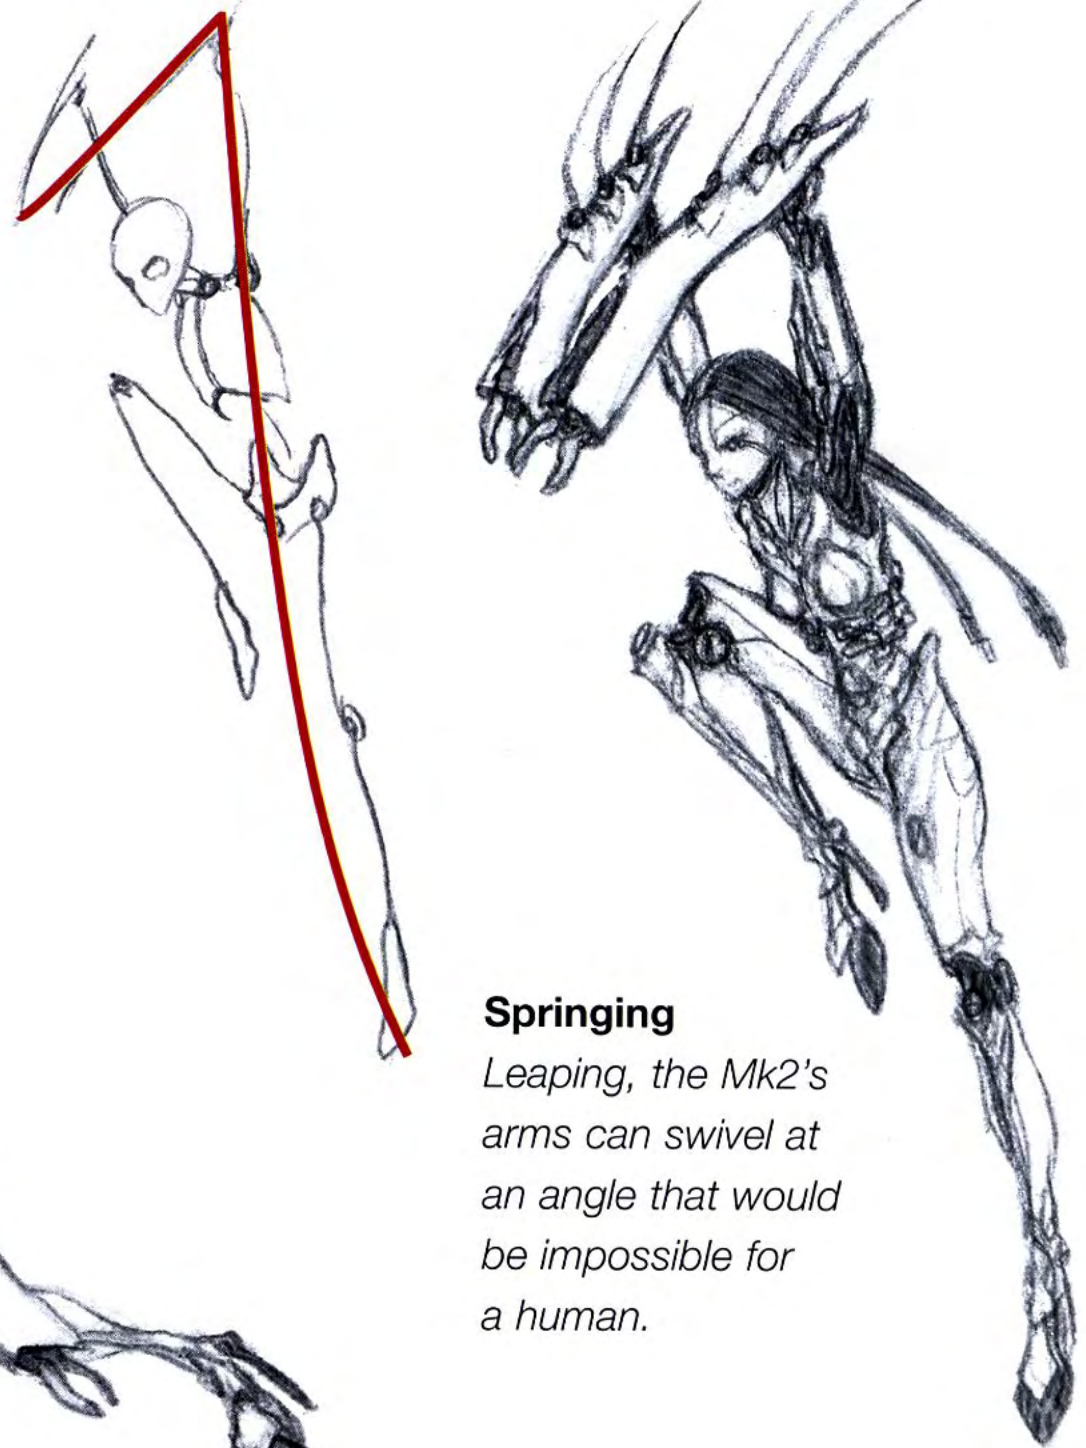 Springing
Leaping, the Mk2’s
arms can swivel at
an angle that would
be impossible for
a human.